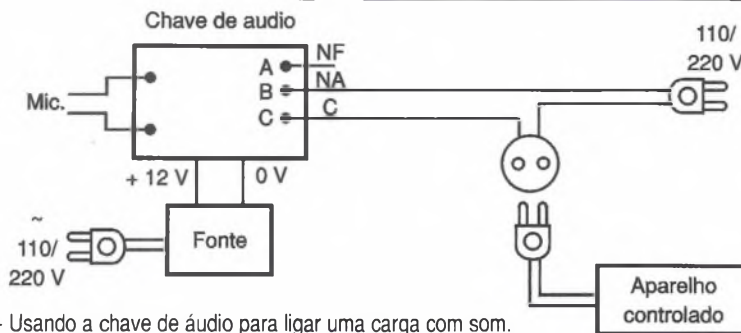 Chave de audio
110/
220 V
Mic.
A
NF
B
NA
C
C
+ 12 V
0 V
~
110/
220 V
Fonte
Aparelho
controlado
- Usando a chave de áudio para ligar uma carga com som.